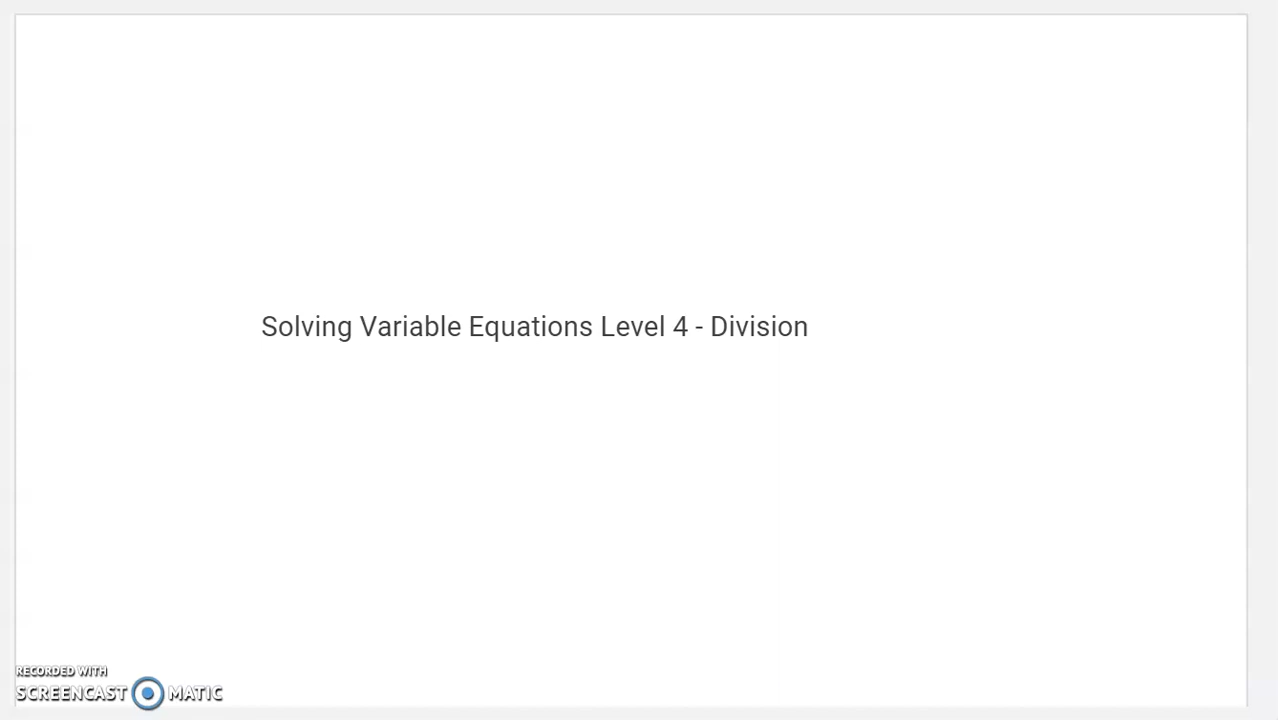 Solving Variable Equations Level 4 - Division
RECORDED WITH
SCREENCAST MATIC